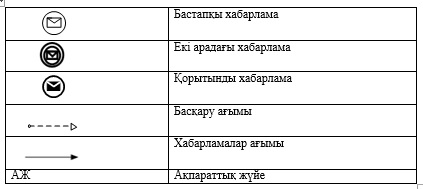 Бастапқы хабарлама
Екі арадағы хабарлама
Қорытынды хабарлама
Басқару ағымы
Хабарламалар ағымы
АЖ Ақпараттық жүйе